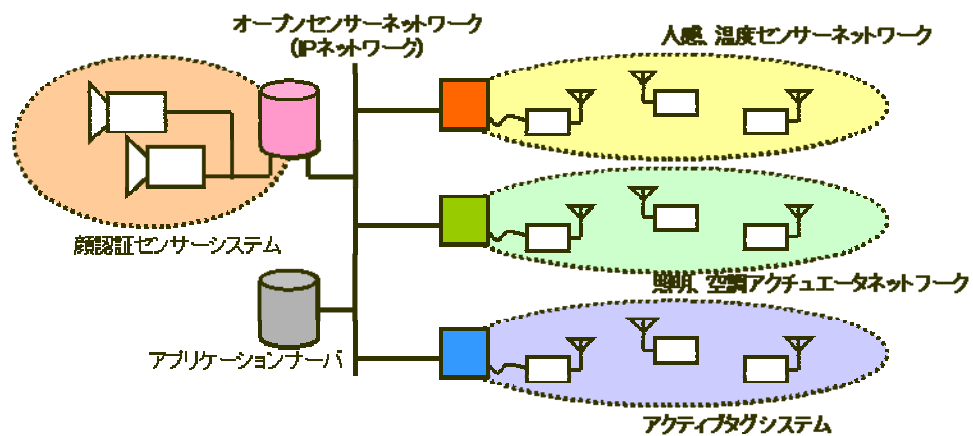 オープンセンサーネットワーク
(IPネットワーク)
人感、温度センサーネットワーク
顔認証センサーシステム
照明、空調アクチュエータネットワーク
アプリケーションサーバ
アクティブタグシステム